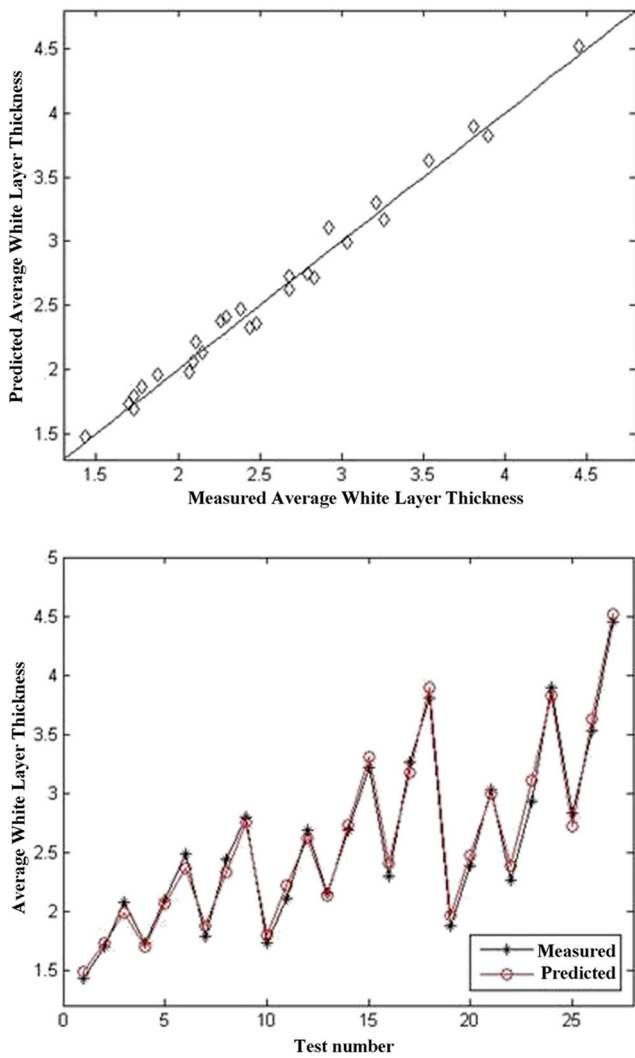 Predicted Average White Layer Thickness
4.5
4
3.5
3
2.5
2
1.5
1.5 2 2.5 3 3.5 4 4.5
Measured Average White Layer Thickness
Average White Layer Thickness
5
4.5
4
3.5
3
2.5
2
1.5
0 5 10 15 20 25
Test number
Measured
Predicted